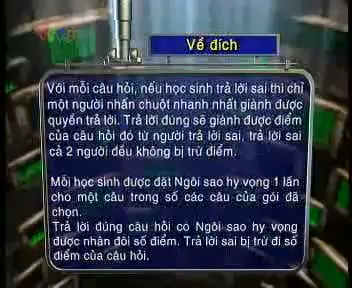 Về đích
Với mỗi câu hỏi, nếu học sinh trả lời sai thì chỉ
một người nhấn chuột nhanh nhất giành được
quyền trả lời. Trả lời đúng sẽ giành được điểm
của câu hỏi đó từ người trả lời sai, trả lời sai
cả 2 người đều không bị trừ điểm.
Mỗi học sinh được đặt Ngôi sao hy vọng 1 lần
cho một câu trong số các câu của gói đã
chọn.
Trả lời đúng câu hỏi có Ngôi sao hy vọng
được nhân đôi số điểm. Trả lời sai bị trừ đi số
điểm của câu hỏi.